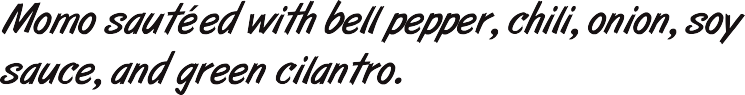 Momo sautéed with bell pepper, chili, onion, soy
sauce, and green cilantro.